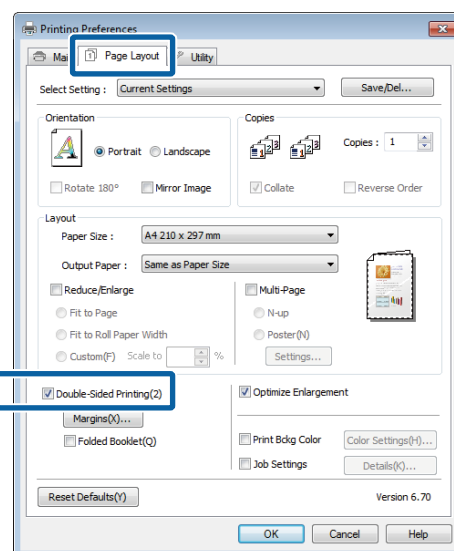 Printing Preferences
Page Layout Utility
Select Setting : Current Settings Save/Del...
Orientation Copies
Portrait Landscape Copies : 1
Rotate 180° Mirror Image Collate Reverse Order
Layout
Paper Size : A4 210 x 297 mm
Output Paper : Same as Paper Size
Reduce/Enlarge Multi-Page
Fit to Page N-up
Fit to Roll Paper Width Poster(N)
Custom(F) Scale to % Settings...
Double-Sided Printing(2) Optimize Enlargement
Margins(X)...
Folded Booklet(Q) Print Bckg Color Color Settings(H)...
Job Settings Details(K)...
Reset Defaults(Y) Version 6.70
OK Cancel Help